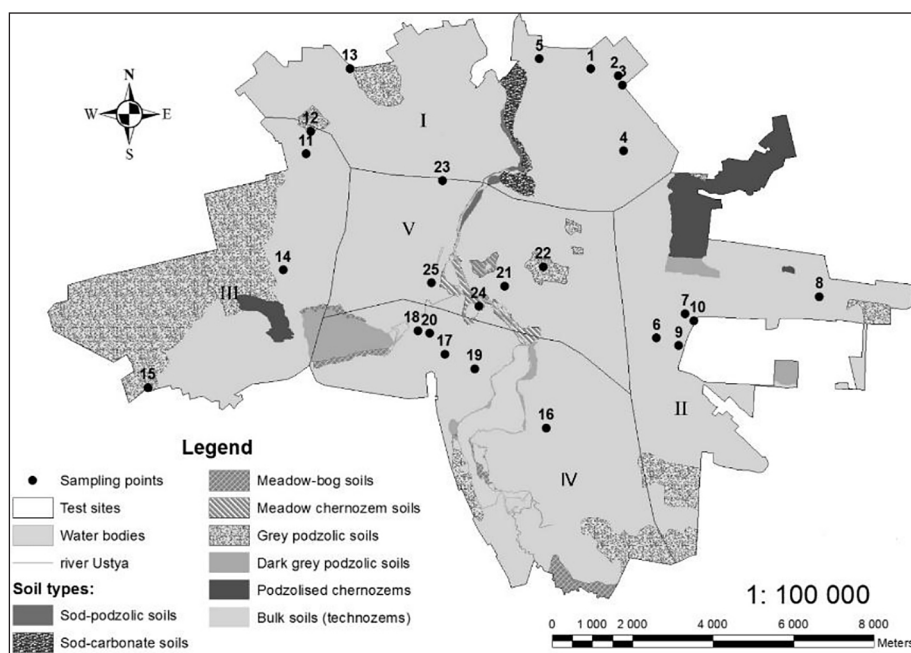 N
W E
S
13
5
1
2
3
12
I
11
4
23
V
14
22
25
21
24
III
8
7
10
18
20
6
9
17
19
15
II
16
IV
Legend
Sampling points
Test sites
Water bodies
river Ustya
Soil types:
Sod-podzolic soils
Sod-carbonate soils
Meadow-bog soils
Meadow chernozem soils
Grey podzolic soils
Dark grey podzolic soils
Podzolised chernozems
Bulk soils (technozems)
1: 100 000
0 1 000 2 000 4 000 6 000 8 000
Meters